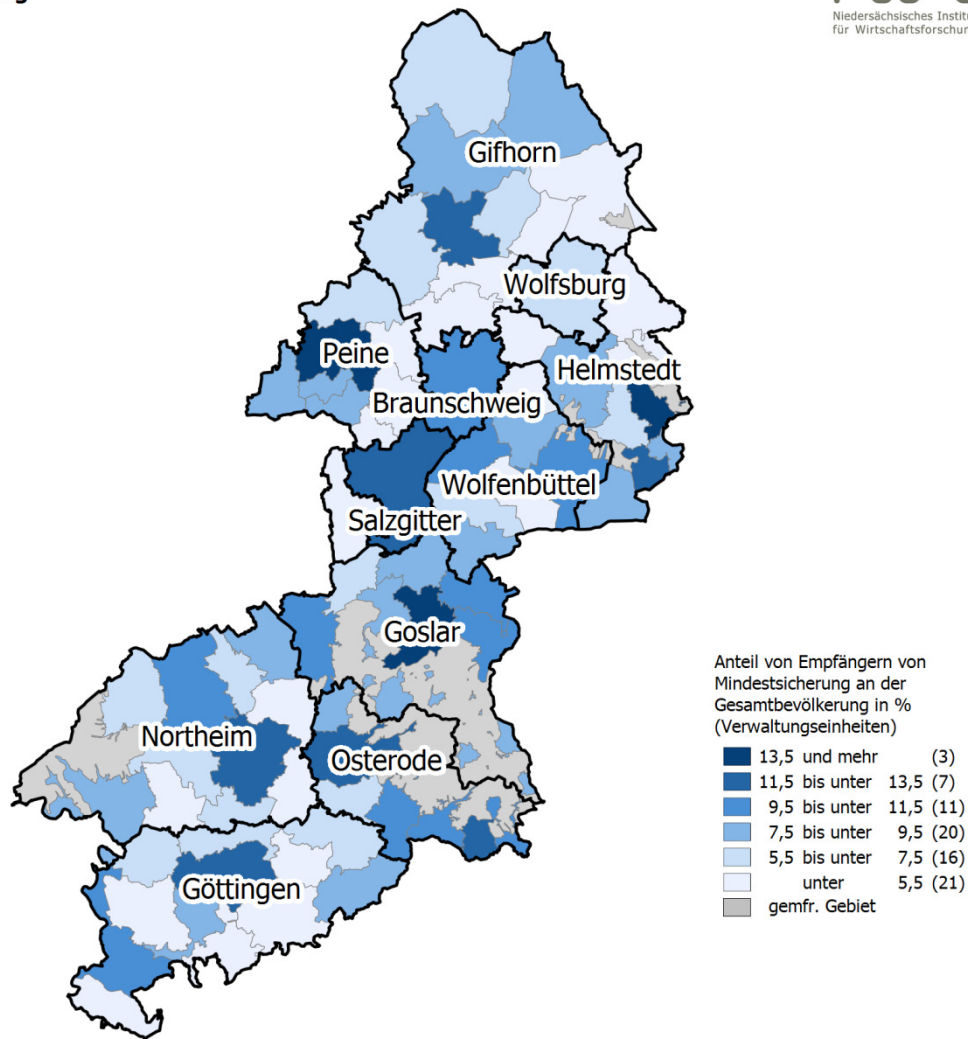 Niedersächsisches Institu
für Wirtschaftsforschun
Gifhorn
Wolfsburg
Peine
Helmstedt
Braunschweig
Wolfenbüttel
Salzgitter
Goslar
Northeim
Osterode
Göttingen
Anteil von Empfängern von
Mindestsicherung an der
Gesamtbevölkerung in %
(Verwaltungseinheiten)
13,5 und mehr (3)
11,5 bis unter 13,5 (7)
9,5 bis unter 11,5 (11)
7,5 bis unter 9,5 (20)
5,5 bis unter 7,5 (16)
unter 5,5 (21)
gemfr. Gebiet